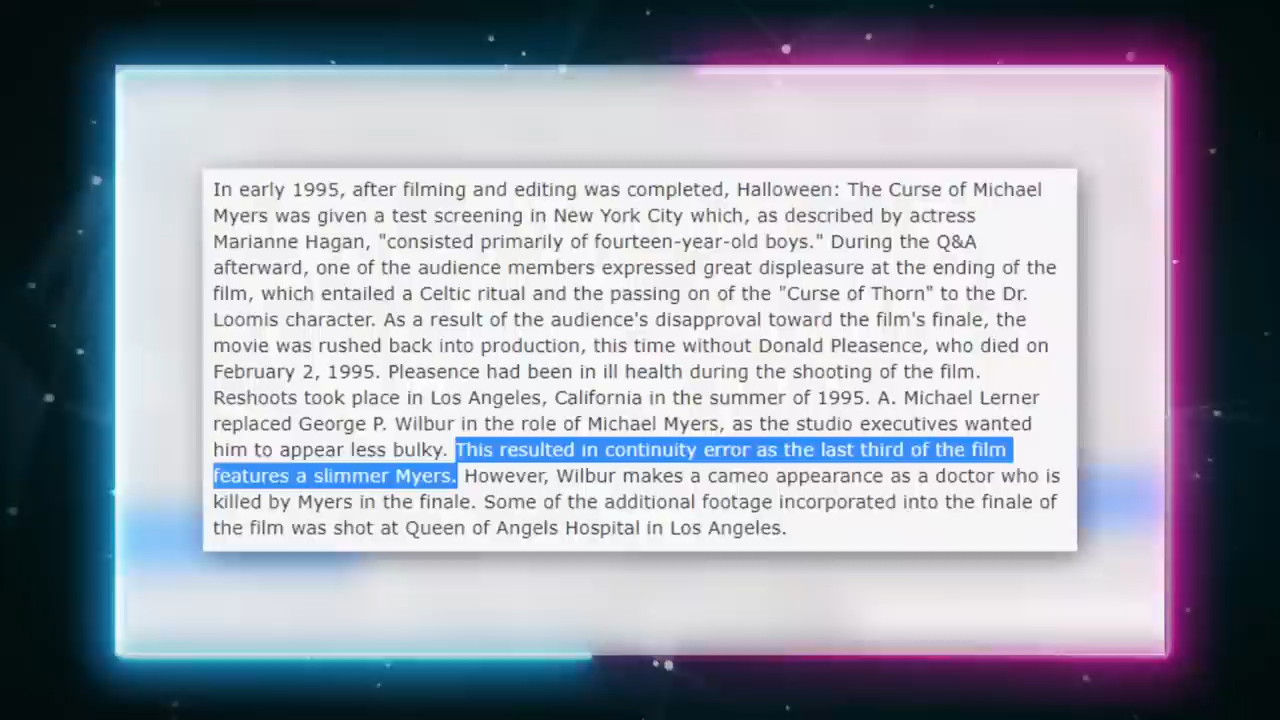 In early 1995, after filming and editing was completed, Halloween: The Curse of Michael
Myers was given a test screening in New York City which, as described by actress
Marianne Hagan, "consisted primarily of fourteen-year-old boys." During the Q&A
afterward, one of the audience members expressed great displeasure at the ending of the
film, which entailed a Celtic ritual and the passing on of the "Curse of Thorn" to the Dr.
Loomis character. As a result of the audience's disapproval toward the film's finale, the
movie was rushed back into production, this time without Donald Pleasence, who died on
February 2, 1995. Pleasence had been in ill health during the shooting of the film.
Reshoots took place in Los Angeles, California in the summer of 1995. A. Michael Lerner
replaced George P. Wilbur in the role of Michael Myers, as the studio executives wanted
him to appear less bulky. This resulted in continuity error as the last third of the film
features a slimmer Myers. However, Wilbur makes a cameo appearance as a doctor who is
killed by Myers in the finale. Some of the additional footage incorporated into the finale of
the film was shot at Queen of Angels Hospital in Los Angeles.